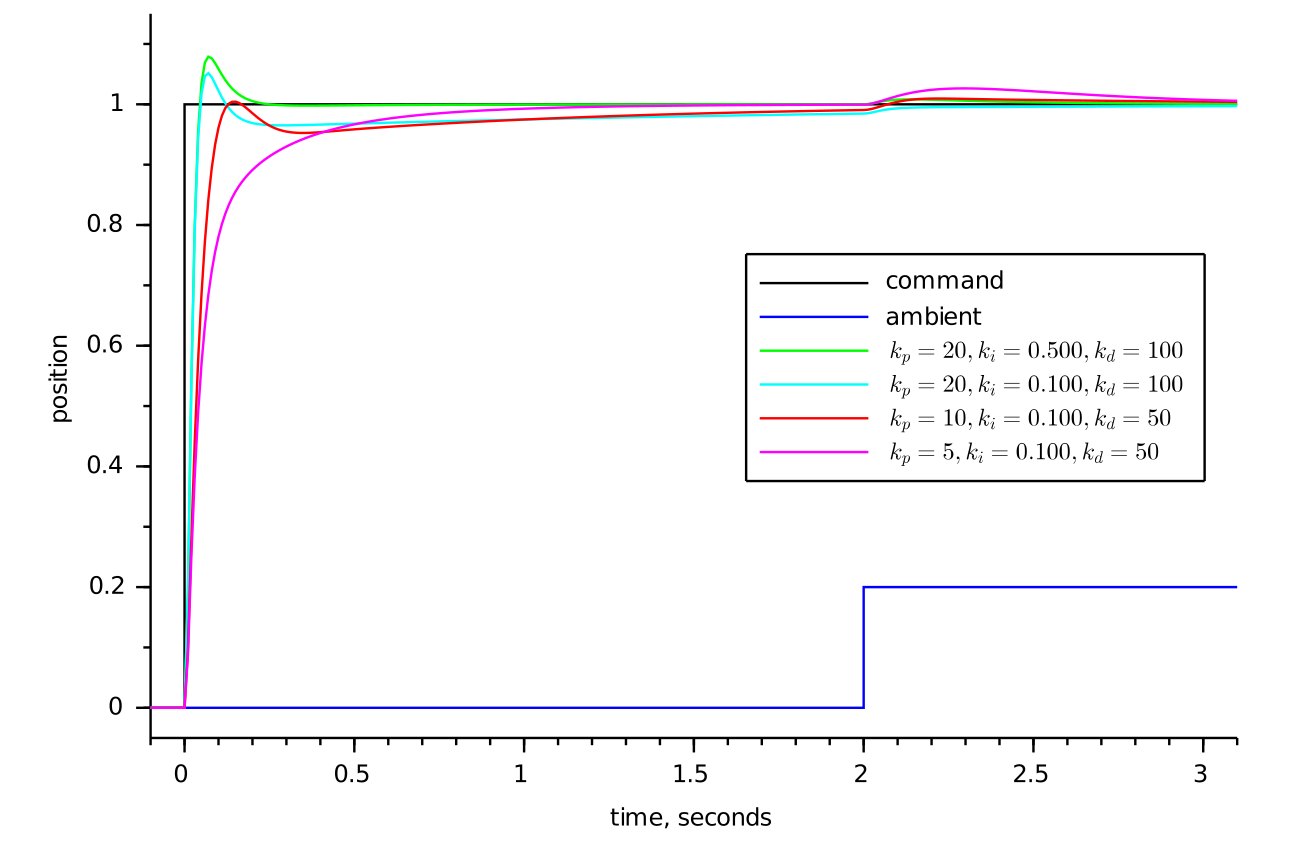 1
0.8
0.6
0.4
0.2
0
position
command
ambient
k_p = 20, k_i = 0.500, k_d = 100
k_p = 20, k_i = 0.100, k_d = 100
k_p = 10, k_i = 0.100, k_d = 50
k_p = 5, k_i = 0.100, k_d = 50
0 0.5 1 1.5 2 2.5 3
time, seconds